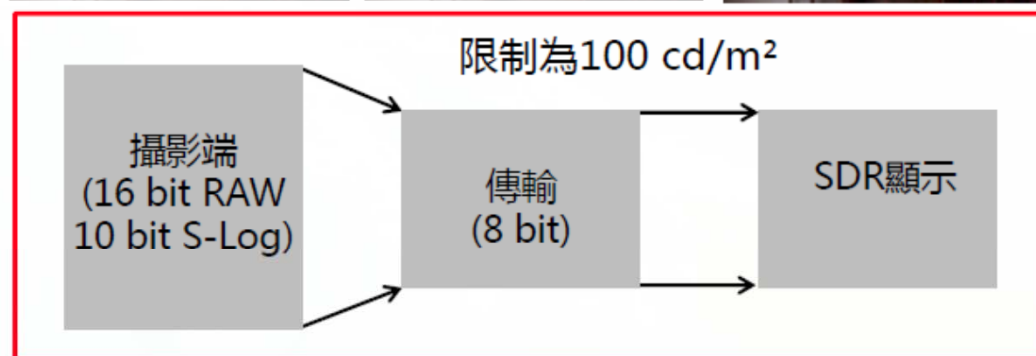 限制為100 cd/m²
攝影端
(16 bit RAW
10 bit S-Log)
傳輸
(8 bit)
SDR顯示